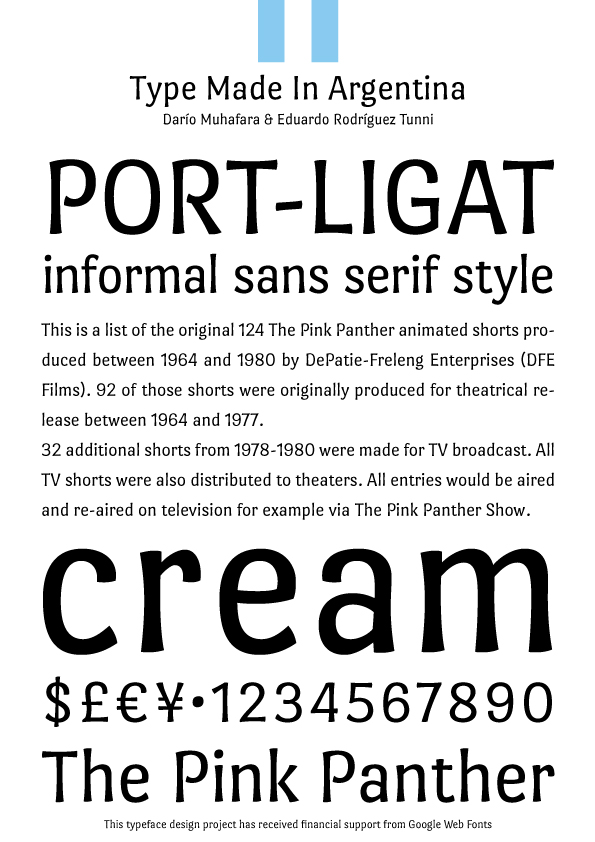 Type Made In Argentina
Darío Muhafara & Eduardo Rodríguez Tunni
PORT-LIGAT
informal sans serif style
This is a list of the original 124 The Pink Panther animated shorts pro-
duced between 1964 and 1980 by DePatie-Freleng Enterprises (DFE
Films). 92 of those shorts were originally produced for theatrical re-
lease between 1964 and 1977.
32 additional shorts from 1978-1980 were made for TV broadcast. All
TV shorts were also distributed to theaters. All entries would be aired
and re-aired on television for example via The Pink Panther Show.
cream
$£€¥•1234567890
The Pink Panther
This typeface design project has received financial support from Google Web Fonts